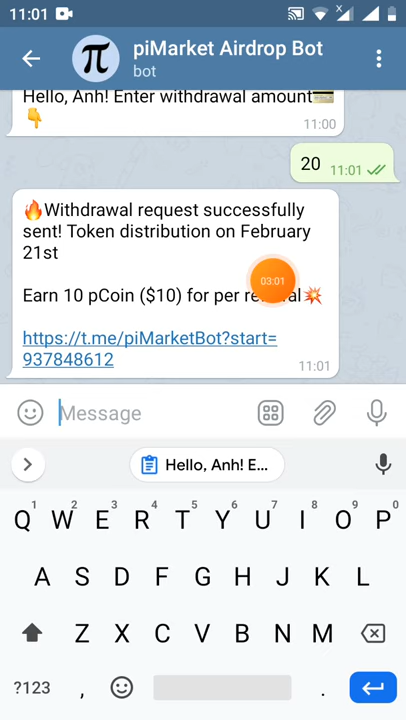 11:01
piMarket Airdrop Bot
bot
Hello, Anh! Enter withdrawal amount💳
👇
11:00
20 11:01
🔥Withdrawal request successfully
sent! Token distribution on February
21st
03:01
Earn 10 pCoin ($10) for per 💥
https://t.me/piMarketBot?start=
937848612
11:01
Message
Hello, Anh! E...
1 2 3 4 5 6 7 8 9 0
Q W E R T Y U I O P
A S D F G H J K L
Z X C V B N M
?123 , .